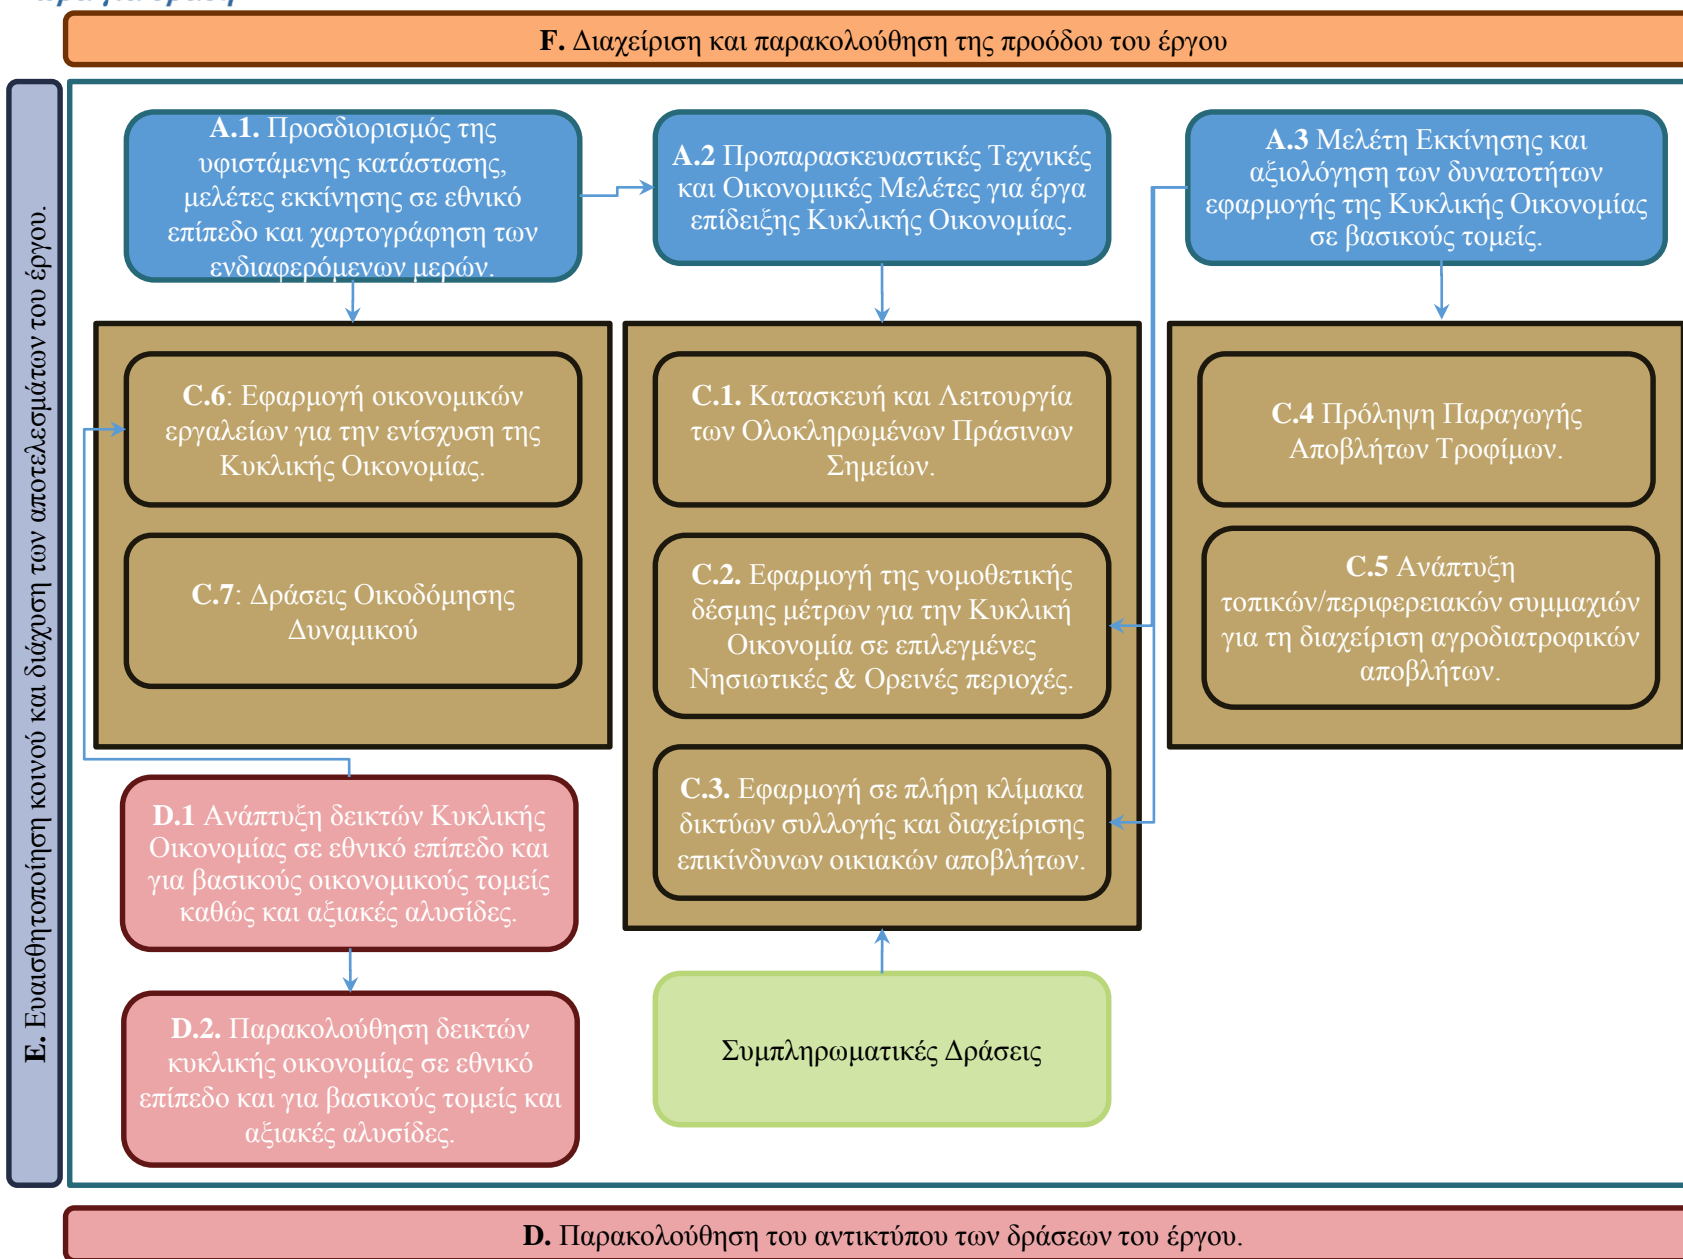 F. Διαχείριση και παρακολούθηση της προόδου του έργου
E. Ευαισθητοποίηση κοινού και διάχυση των αποτελεσμάτων του έργου.
A.1. Προσδιορισμός της
υφιστάμενης κατάστασης,
μελέτες εκκίνησης σε εθνικό
επίπεδο και χαρτογράφηση των
ενδιαφερόμενων μερών.
A.2 Προπαρασκευαστικές Τεχνικές
και Οικονομικές Μελέτες για έργα
επίδειξης Κυκλικής Οικονομίας.
A.3 Μελέτη Εκκίνησης και
αξιολόγηση των δυνατοτήτων
εφαρμογής της Κυκλικής Οικονομίας
σε βασικούς τομείς.
C.6: Εφαρμογή οικονομικών
εργαλείων για την ενίσχυση της
Κυκλικής Οικονομίας.
C.7: Δράσεις Οικοδόμησης
Δυναμικού
C.1. Κατασκευή και Λειτουργία
των Ολοκληρωμένων Πράσινων
Σημείων.
C.2. Εφαρμογή της νομοθετικής
δέσμης μέτρων για την Κυκλική
Οικονομία σε επιλεγμένες
Νησιωτικές & Ορεινές περιοχές.
C.3. Εφαρμογή σε πλήρη κλίμακα
δικτύων συλλογής και διαχείρισης
επικίνδυνων οικιακών αποβλήτων.
C.4 Πρόληψη Παραγωγής
Αποβλήτων Τροφίμων.
C.5 Ανάπτυξη
τοπικών/περιφερειακών συμμαχιών
για τη διαχείριση αγροδιατροφικών
αποβλήτων.
D.1 Ανάπτυξη δεικτών Κυκλικής
Οικονομίας σε εθνικό επίπεδο και
για βασικούς οικονομικούς τομείς
καθώς και αξιακές αλυσίδες.
D.2. Παρακολούθηση δεικτών
κυκλικής οικονομίας σε εθνικό
επίπεδο και για βασικούς τομείς και
αξιακές αλυσίδες.
Συμπληρωματικές Δράσεις
D. Παρακολούθηση του αντικτύπου των δράσεων του έργου.